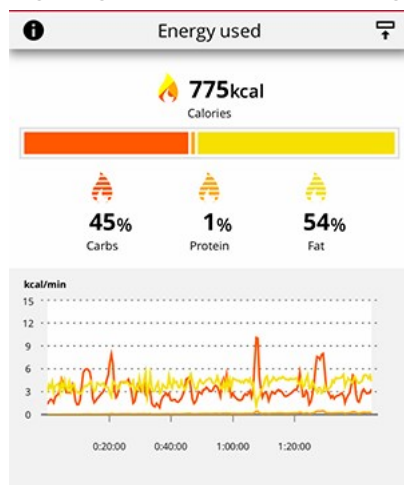 Energy used
775kcal
Calories
45% 1% 54%
Carbs Protein Fat
kcal/min
15
12
9
6
3
0
0:20:00 0:40:00 1:00:00 1:20:00